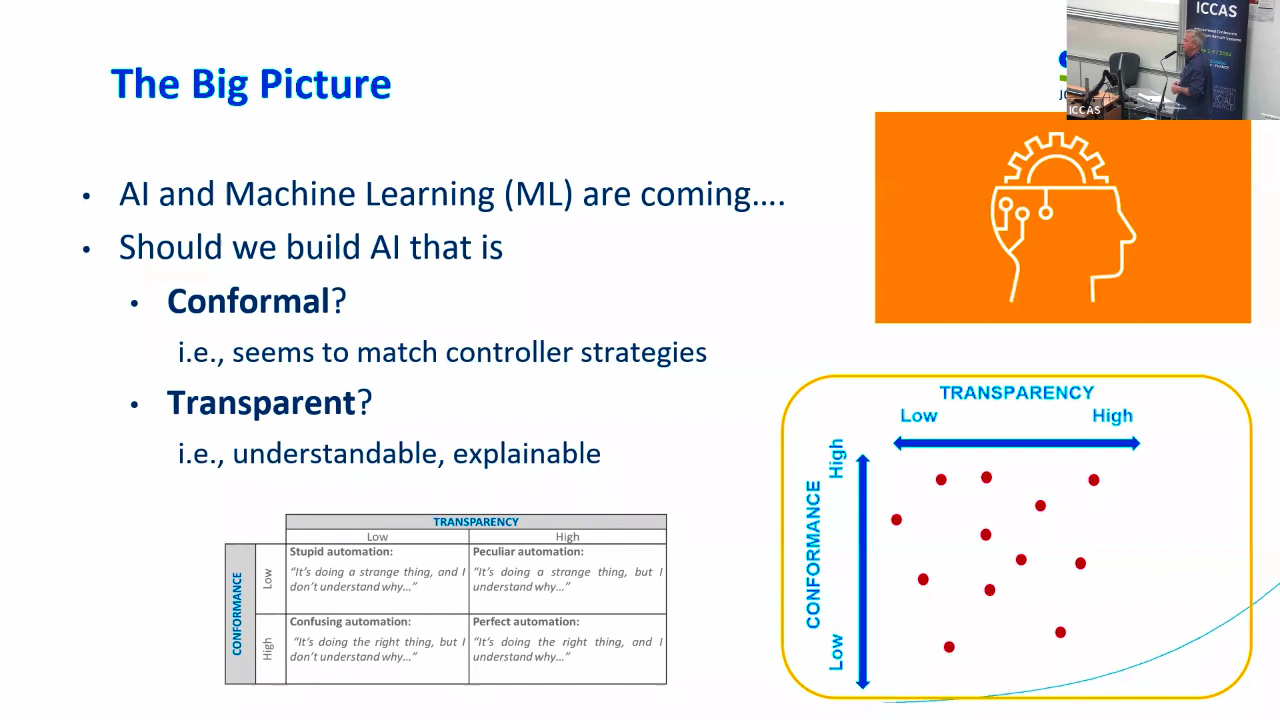 The Big Picture
• AI and Machine Learning (ML) are coming....
• Should we build AI that is
• Conformal?
i.e., seems to match controller strategies
• Transparent?
i.e., understandable, explainable
TRANSPARENCY
Low High
CONFORMANCE
Low
Stupid automation:
“It’s doing a strange thing, and I
don’t understand why...”
Peculiar automation:
“It’s doing a strange thing, but I
understand why...”
High
Confusing automation:
“It’s doing the right thing, but I
don’t understand why...”
Perfect automation:
“It’s doing the right thing, and I
understand why...”
ICCAS
ICCAS
TRANSPARENCY
Low High
CONFORMANCE
High
Low